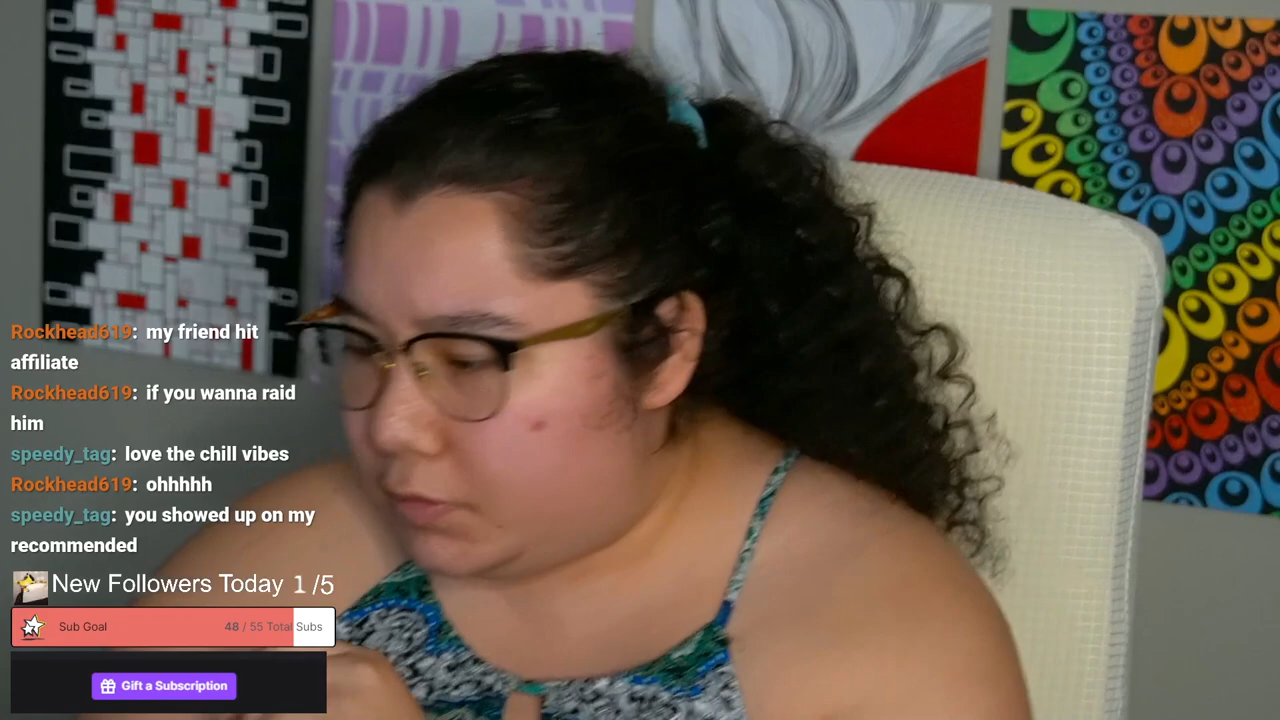 Rockhead619: my friend hit
affiliate
Rockhead619: if you wanna raid
him
speedy_tag: love the chill vibes
Rockhead619: ohhhhh
speedy_tag: you showed up on my
recommended
New Followers Today 1 /5
Sub Goal 48 / 55 Total Subs
Gift a Subscription